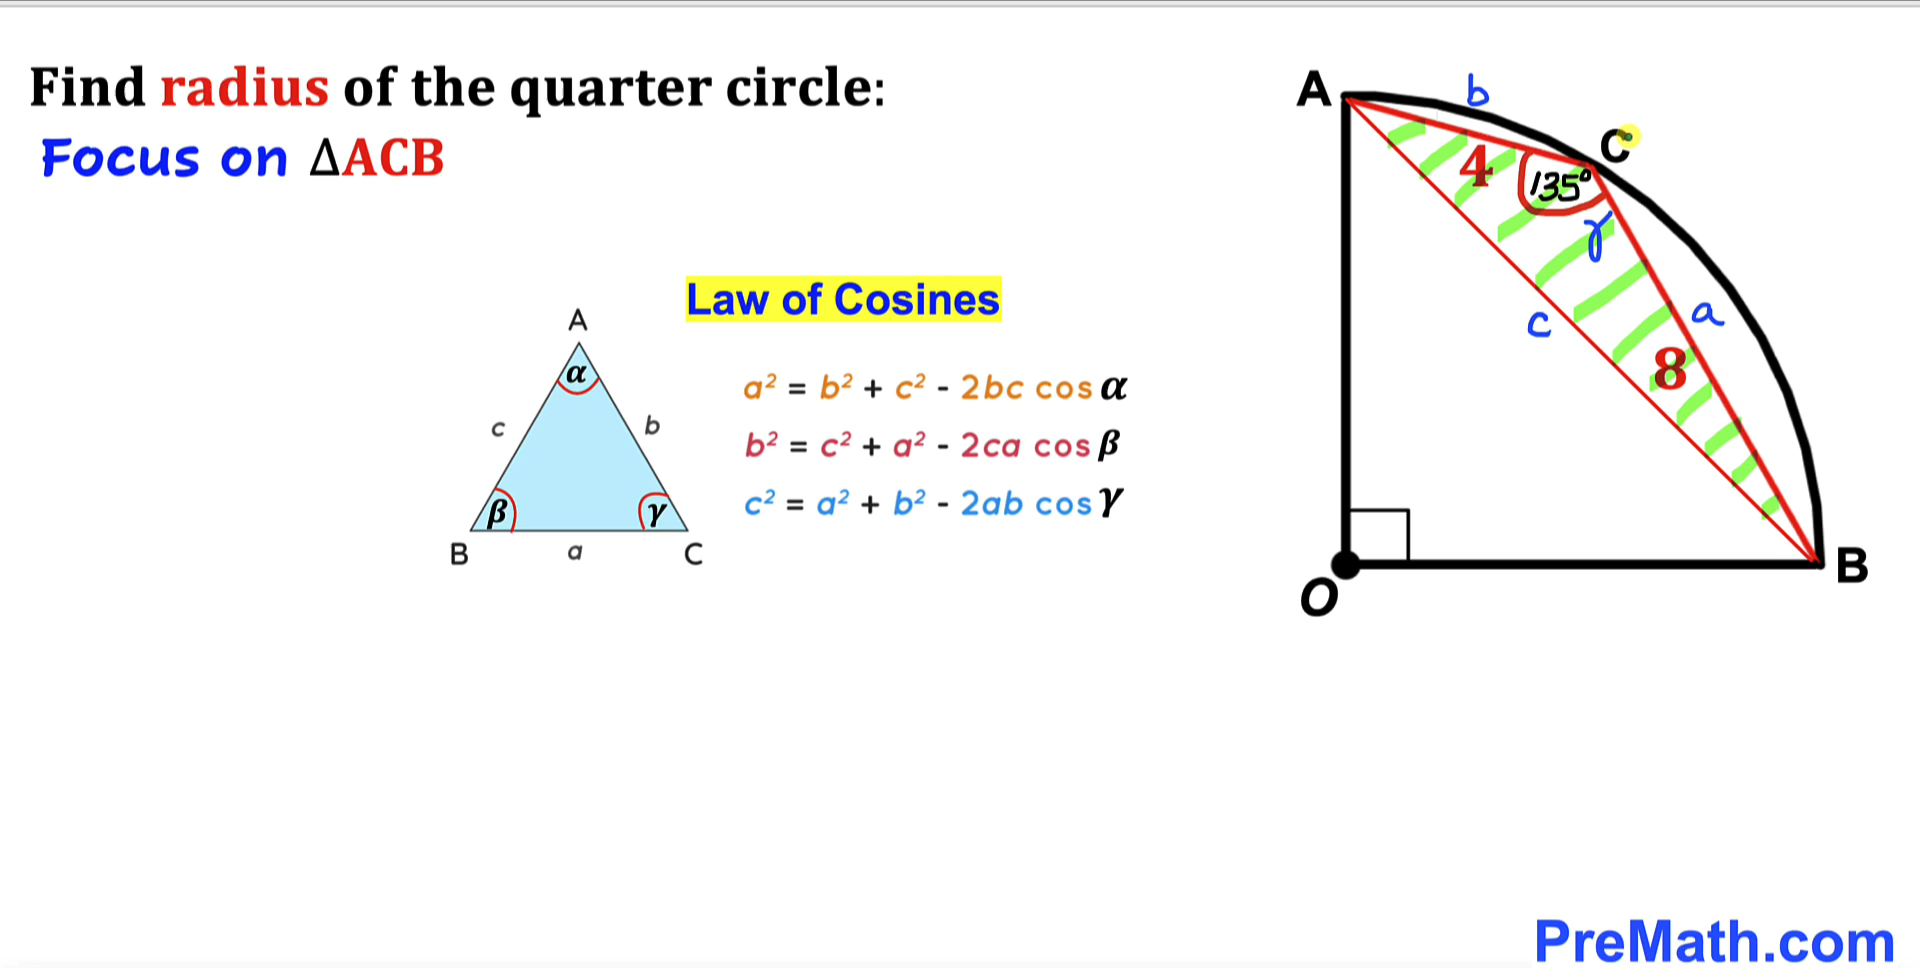 Find radius of the quarter circle:
Focus on ΔACB
Law of Cosines
A
α
c
b
β
γ
B
a
C
a² = b² + c² - 2bc cos α
b² = c² + a² - 2ca cos β
c² = a² + b² - 2ab cos γ
A
b
C
4
135°
γ
c
a
8
B
O
PreMath.com